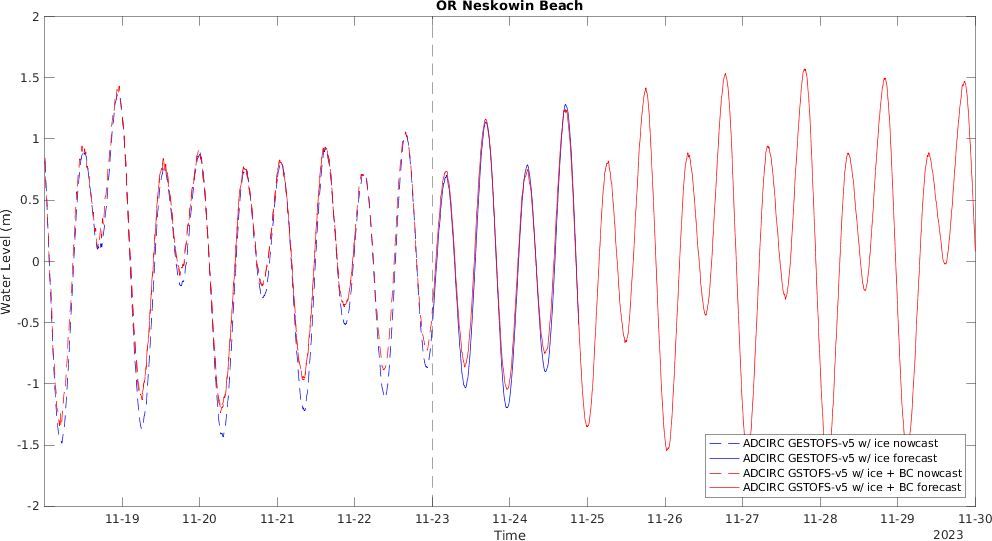 OR Neskowin Beach
2
1.5
1
0.5
0
-0.5
-1
-1.5
-2
Water Level (m)
ADCIRC GESTOFS-v5 w/ ice nowcast
ADCIRC GESTOFS-v5 w/ ice forecast
ADCIRC GSTOFS-v5 w/ ice + BC nowcast
ADCIRC GSTOFS-v5 w/ ice + BC forecast
11-19 11-20 11-21 11-22 11-23 11-24 11-25 11-26 11-27 11-28 11-29 11-30
Time
2023